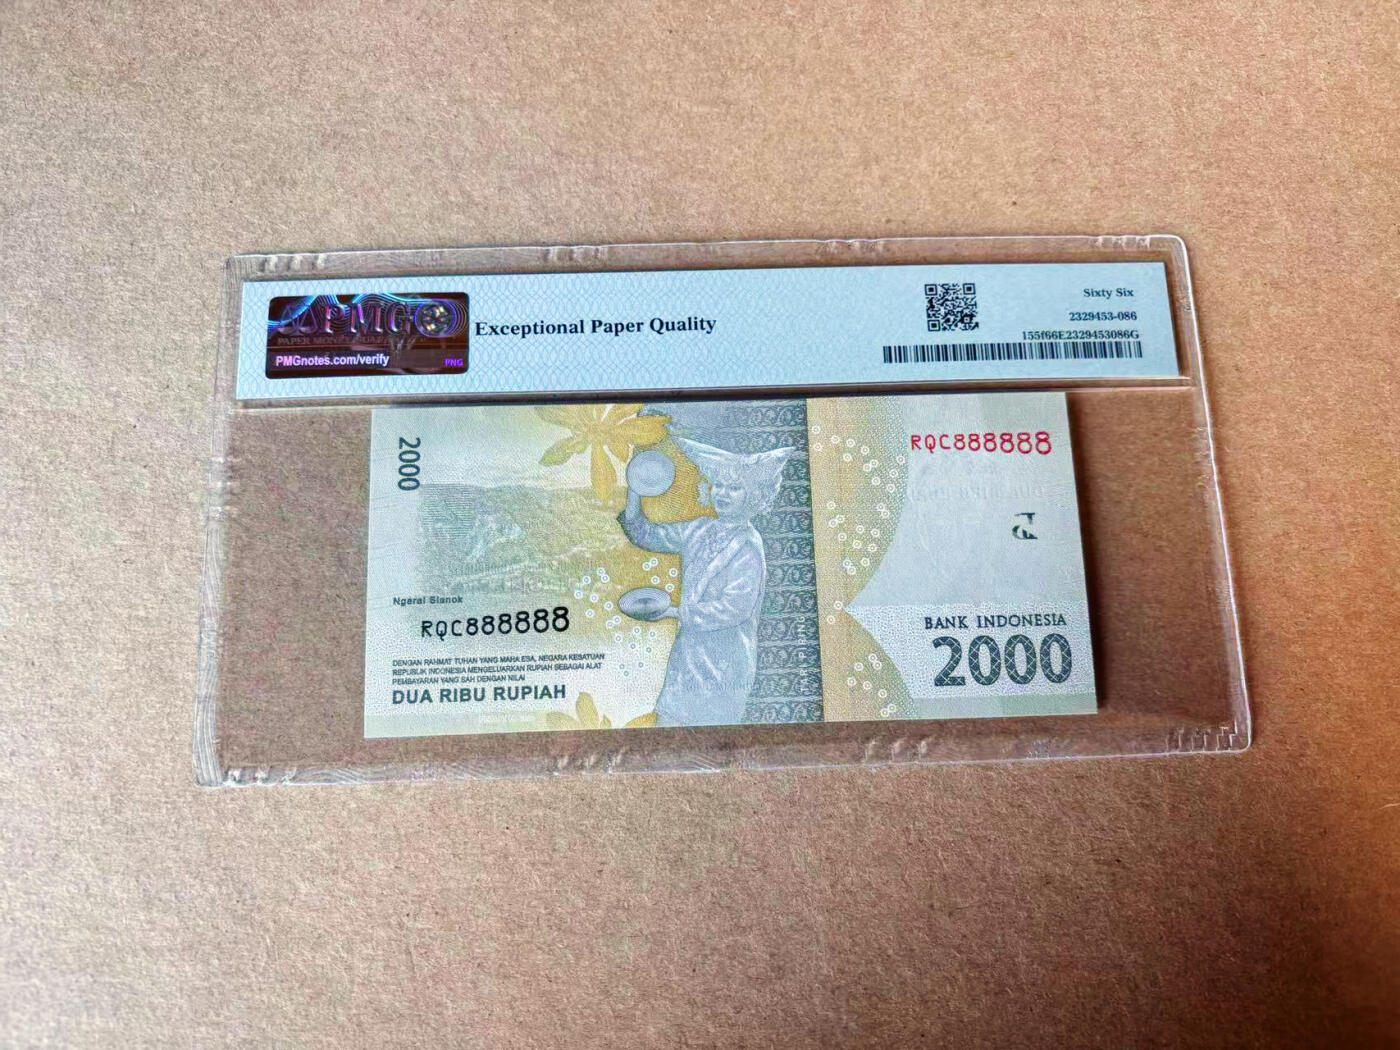 PMG
PAPER MONEY GUARANTY
PMGnotes.com/verify
PNG
Exceptional Paper Quality
Sixty Six
2329453-086
155f66E2329453086G
2000
RQC888888
Ngarai Sianok
RQC888888
DENGAN RAHMAT TUHAN YANG MAHA ESA, NEGARA KESATUAN
REPUBLIK INDONESIA MENGELUARKAN RUPIAH SEBAGAI ALAT
PEMBAYARAN YANG SAH DENGAN NILAI
DUA RIBU RUPIAH
BANK INDONESIA
2000